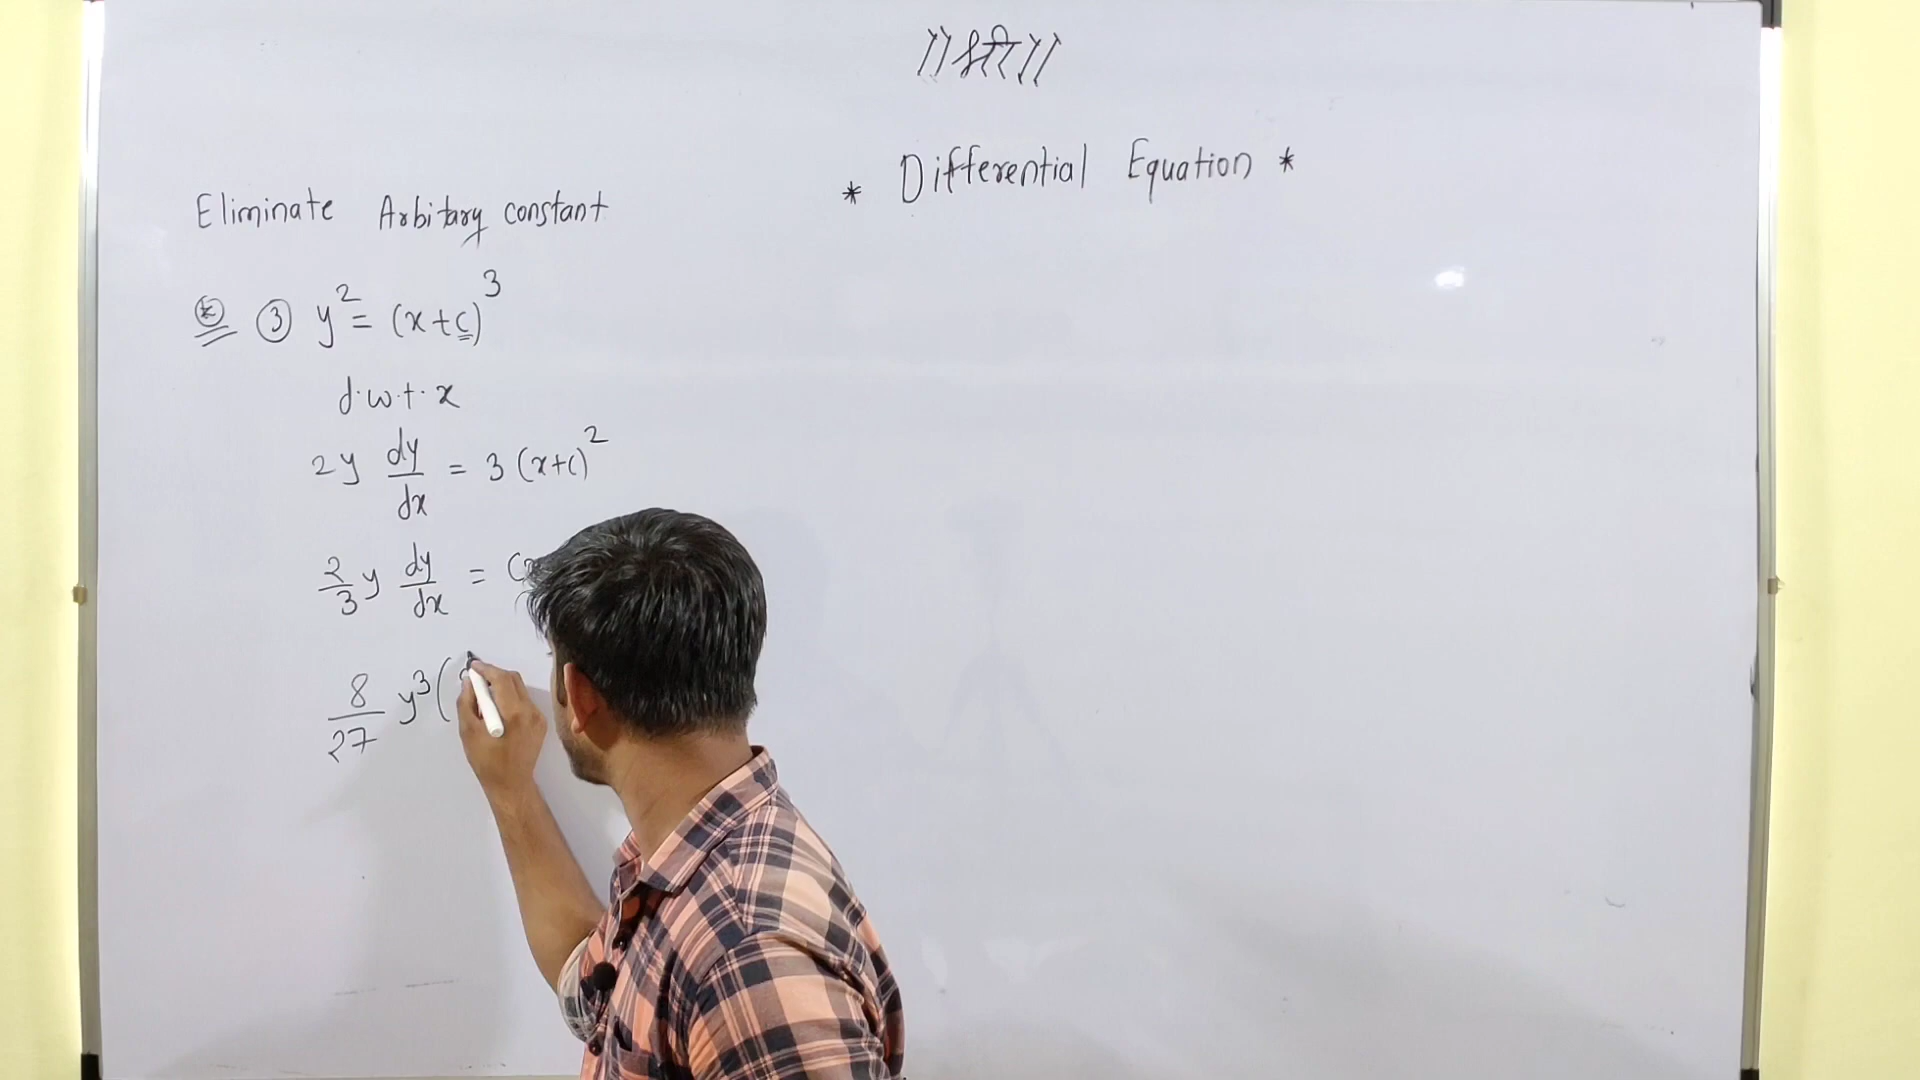 ॥ श्री ॥
* Differential Equation *
Eliminate Arbitary constant
* ③ y² = (x+c)³
d.w.t. x
2y dy/dx = 3 (x+c)²
2/3 y dy/dx = (
8/27 y³ (